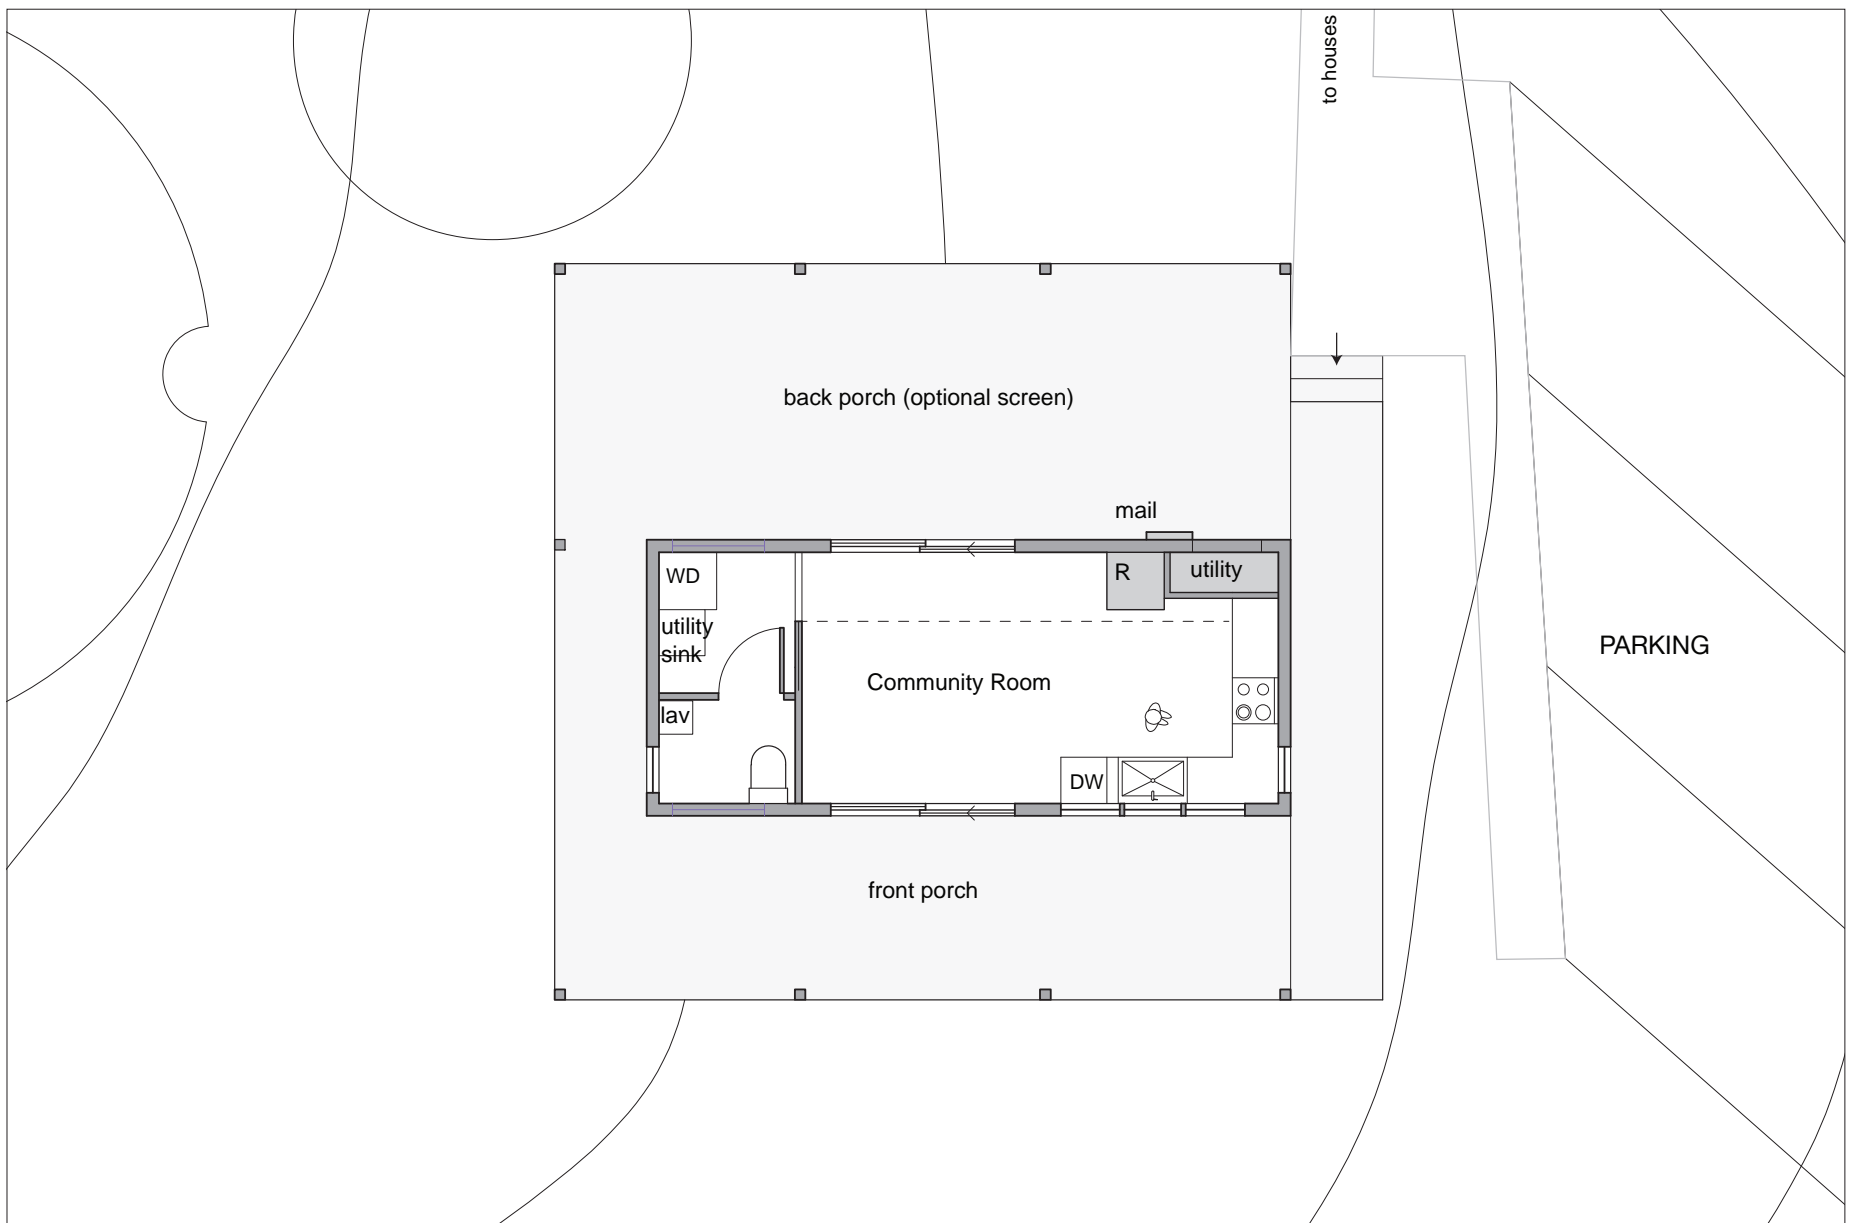 to houses
back porch (optional screen)
mail
WD
R
utility
utility
sink
PARKING
Community Room
lav
DW
front porch